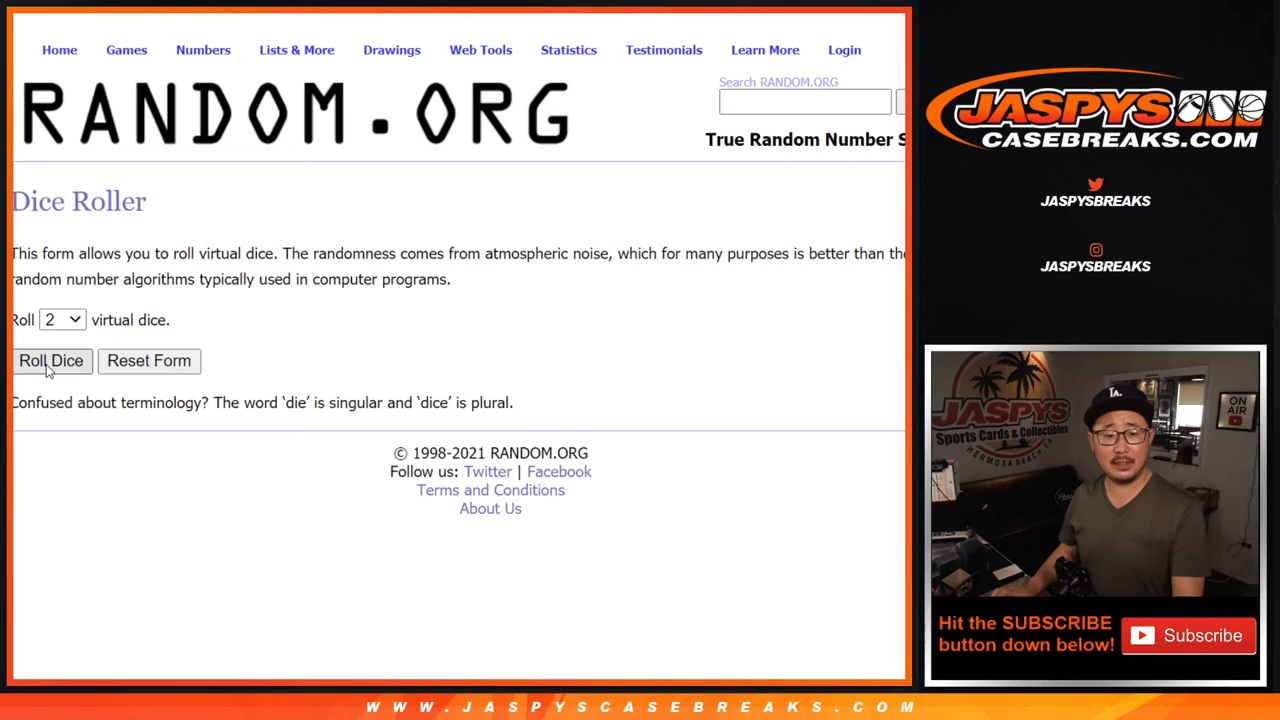 Home Games Numbers Lists & More Drawings Web Tools Statistics Testimonials Learn More Login
RANDOM.ORG
Search RANDOM.ORG
True Random Number S
Dice Roller
This form allows you to roll virtual dice. The randomness comes from atmospheric noise, which for many purposes is better than the
random number algorithms typically used in computer programs.
Roll 2 virtual dice.
Roll Dice Reset Form
Confused about terminology? The word ‘die’ is singular and ‘dice’ is plural.
© 1998-2021 RANDOM.ORG
Follow us: Twitter | Facebook
Terms and Conditions
About Us
JASPYS
CASEBREAKS.COM
JASPYSBREAKS
JASPYSBREAKS
JASPYS
Sports Cards & Collectibles
HERMOSA BEACH, CA
ON
AIR
LA
Hit the SUBSCRIBE
button down below!
Subscribe
WWW.JASPYSCASEBREAKS.COM